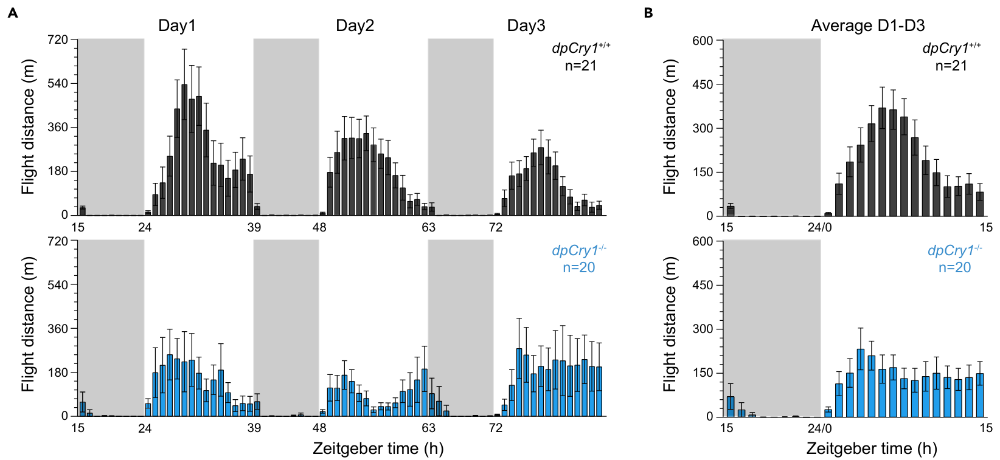 A
Day1 Day2 Day3
720
540
360
180
0
Flight distance (m)
dpCry1+/+
n=21
15 24 39 48 63 72
720
540
360
180
0
Flight distance (m)
dpCry1-/-
n=20
15 24 39 48 63 72
Zeitgeber time (h)
B
Average D1-D3
600
450
300
150
0
Flight distance (m)
dpCry1+/+
n=21
15 24/0 15
600
450
300
150
0
Flight distance (m)
dpCry1-/-
n=20
15 24/0 15
Zeitgeber time (h)